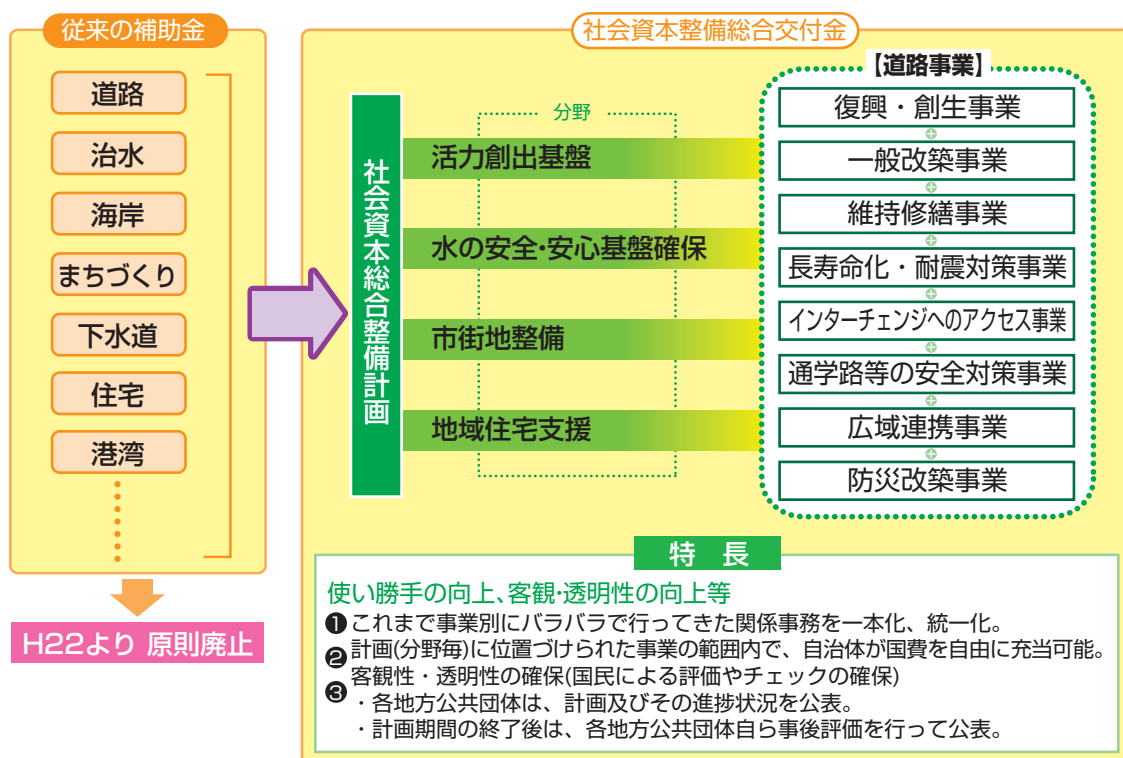 従来の補助金
道路
治水
海岸
まちづくり
下水道
住宅
港湾
H22より 原則廃止
社会資本整備総合交付金
社会資本総合整備計画
分野
活力創出基盤
水の安全・安心基盤確保
市街地整備
地域住宅支援
【道路事業】
復興・創生事業
+
一般改築事業
+
維持修繕事業
+
長寿命化・耐震対策事業
+
インターチェンジへのアクセス事業
+
通学路等の安全対策事業
+
広域連携事業
+
防災改築事業
特 長
使い勝手の向上、客観・透明性の向上等
❶これまで事業別にバラバラで行ってきた関係事務を一本化、統一化。
❷計画(分野毎)に位置づけられた事業の範囲内で、自治体が国費を自由に充当可能。
❸客観性・透明性の確保(国民による評価やチェックの確保)
・各地方公共団体は、計画及びその進捗状況を公表。
・計画期間の終了後は、各地方公共団体自ら事後評価を行って公表。